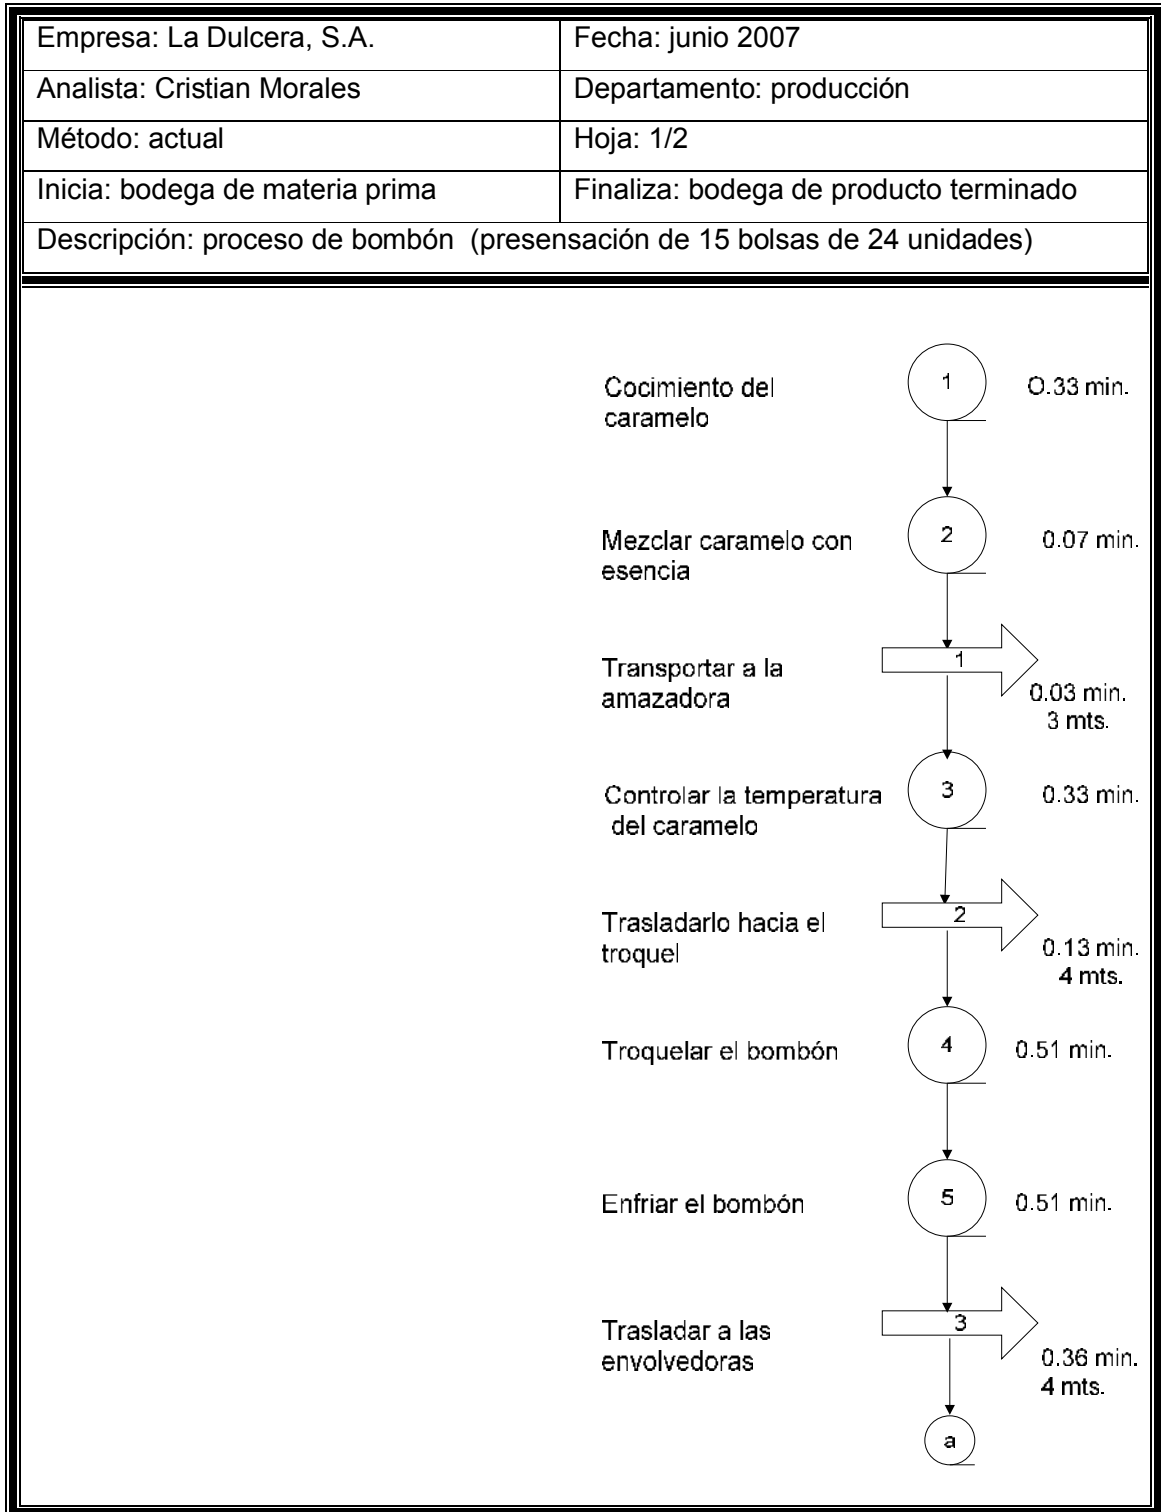 Empresa: La Dulcera, S.A.
Fecha: junio 2007
Analista: Cristian Morales
Departamento: producción
Método: actual
Hoja: 1/2
Inicia: bodega de materia prima
Finaliza: bodega de producto terminado
Descripción: proceso de bombón (presensación de 15 bolsas de 24 unidades)
Cocimiento del
caramelo
1
O.33 min.
Mezclar caramelo con
esencia
2
0.07 min.
Transportar a la
amazadora
1
0.03 min.
3 mts.
Controlar la temperatura
del caramelo
3
0.33 min.
Trasladarlo hacia el
troquel
2
0.13 min.
4 mts.
Troquelar el bombón
4
0.51 min.
Enfriar el bombón
5
0.51 min.
Trasladar a las
envolvedoras
3
0.36 min.
4 mts.
a